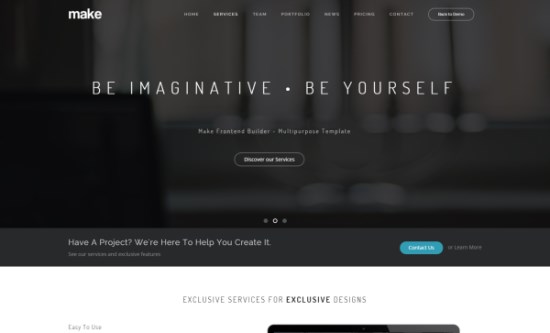 make
HOME SERVICES TEAM PORTFOLIO NEWS PRICING CONTACT Back to Demo
BE IMAGINATIVE • BE YOURSELF
Make Frontend Builder - Multipurpose Template
Discover our Services
Have A Project? We're Here To Help You Create It.
See our services and exclusive features
Contact Us or Learn More
EXCLUSIVE SERVICES FOR EXCLUSIVE DESIGNS
Easy To Use